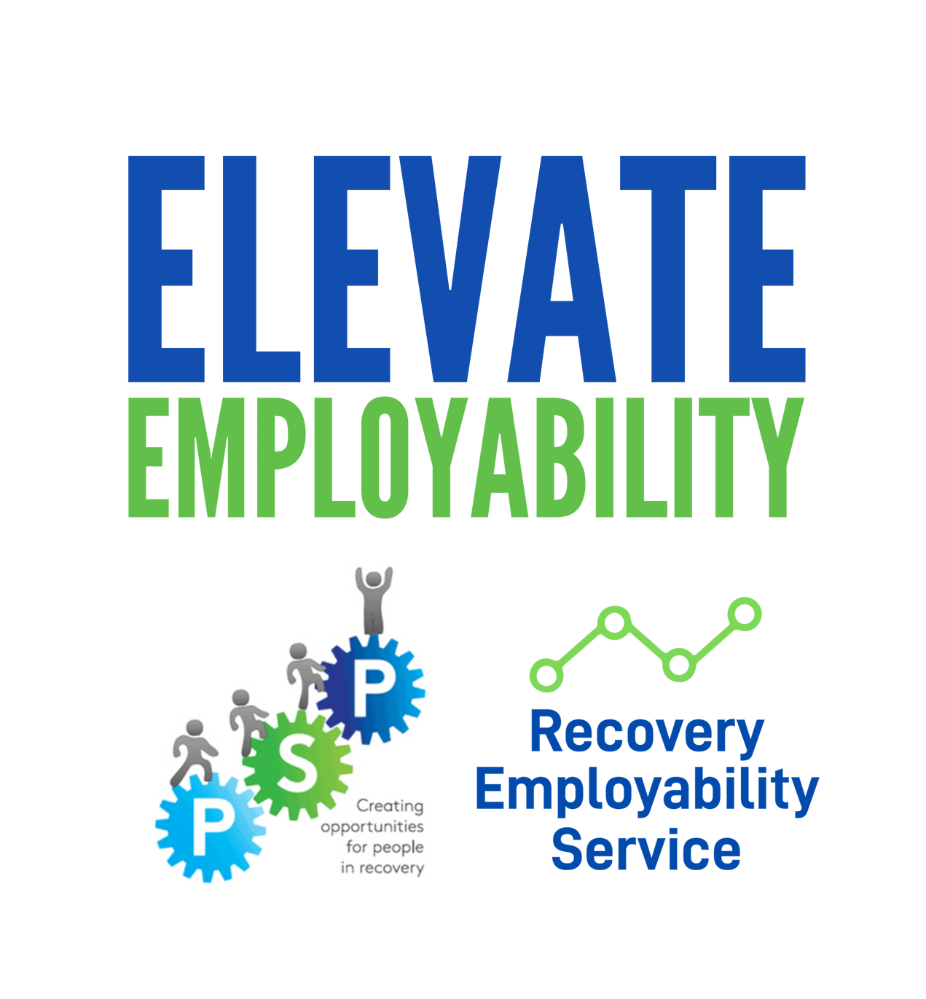 ELEVATE
EMPLOYABILITY
P
S
P
Creating
opportunities
for people
in recovery
Recovery
Employability
Service